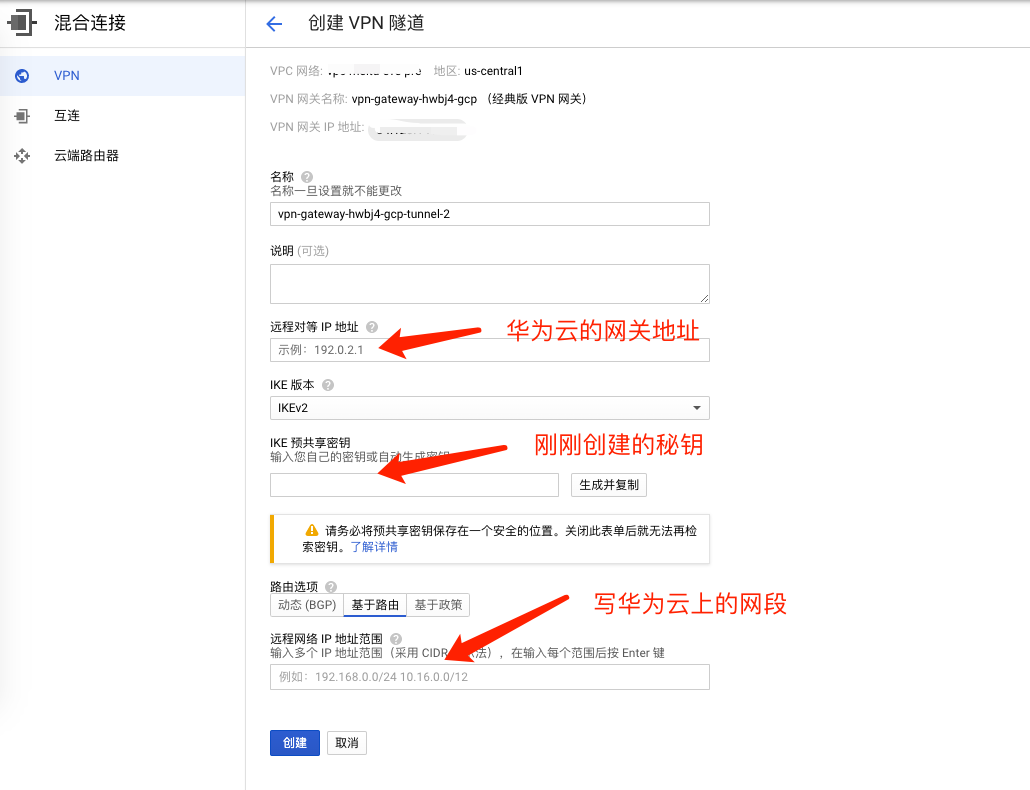 混合连接
创建 VPN 隧道
VPN
互连
云端路由器
VPC 网络: 地区: us-central1
VPN 网关名称: vpn-gateway-hwbj4-gcp （经典版 VPN 网关）
VPN 网关 IP 地址:
名称
名称一旦设置就不能更改
vpn-gateway-hwbj4-gcp-tunnel-2
说明 (可选)
远程对等 IP 地址
华为云的网关地址
示例：192.0.2.1
IKE 版本
IKEv2
IKE 预共享密钥
刚刚创建的秘钥
输入您自己的密钥或自动生成密钥
生成并复制
请务必将预共享密钥保存在一个安全的位置。关闭此表单后就无法再检
索密钥。了解详情
路由选项
动态 (BGP) 基于路由 基于政策
写华为云上的网段
远程网络 IP 地址范围
输入多个 IP 地址范围（采用 CIDR 法），在输入每个范围后按 Enter 键
例如：192.168.0.0/24 10.16.0.0/12
创建 取消